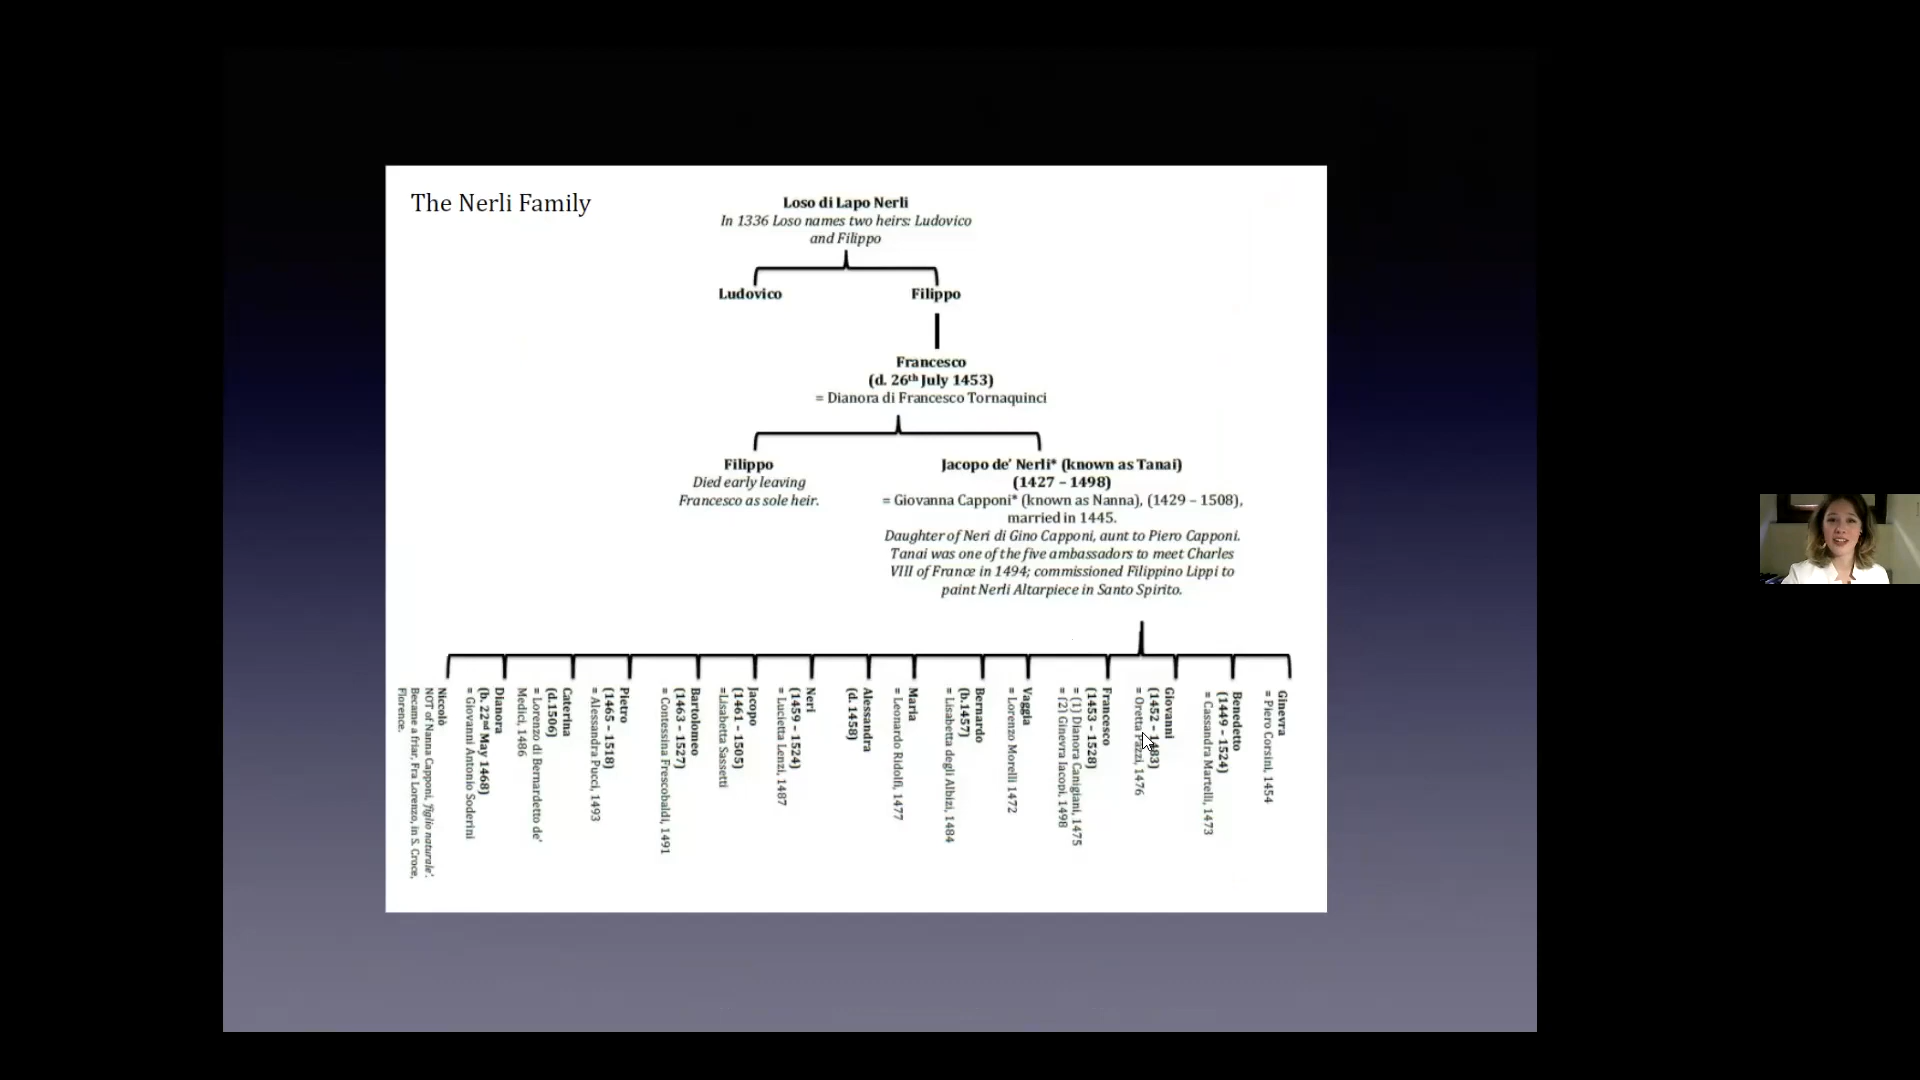 The Nerli Family
Loso di Lapo Nerli
In 1336 Loso names two heirs: Ludovico
and Filippo
Ludovico
Filippo
Francesco
(d. 26th July 1453)
= Dianora di Francesco Tornaquinci
Filippo
Died early leaving
Francesco as sole heir.
Jacopo de' Nerli* (known as Tanai)
(1427 – 1498)
= Giovanna Capponi* (known as Nanna), (1429 – 1508),
married in 1445.
Daughter of Neri di Gino Capponi, aunt to Piero Capponi.
Tanai was one of the five ambassadors to meet Charles
VIII of France in 1494; commissioned Filippino Lippi to
paint Nerli Altarpiece in Santo Spirito.
Niccolò
NOT of Nanna Capponi, 'figlio naturale'.
Became a friar, Fra Lorenzo, in S. Croce,
Florence.
Dianora
(b. 22nd May 1468)
= Giovanni Antonio Soderini
Caterina
(d.1506)
= Lorenzo di Bernardetto de'
Medici, 1486
Pietro
(1465 – 1518)
= Alessandra Pucci, 1493
Bartolomeo
(1463 – 1527)
= Contessina Frescobaldi, 1491
Jacopo
(1461 – 1505)
=Lisabetta Sassetti
Neri
(1459 – 1524)
= Lucietta Lenzi, 1487
Alessandra
(d. 1458)
Maria
= Leonardo Ridolfi, 1477
Bernardo
(b.1457)
= Lisabetta degli Albizi, 1484
Vaggia
= Lorenzo Morelli 1472
Francesco
(1453 – 1528)
= (1) Dianora Canigiani, 1475
= (2) Ginevra Iacopi, 1498
Giovanni
(1452 – 1483)
= Oretta Pazzi, 1476
Benedetto
(1449 – 1524)
= Cassandra Martelli, 1473
Ginevra
= Piero Corsini, 1454